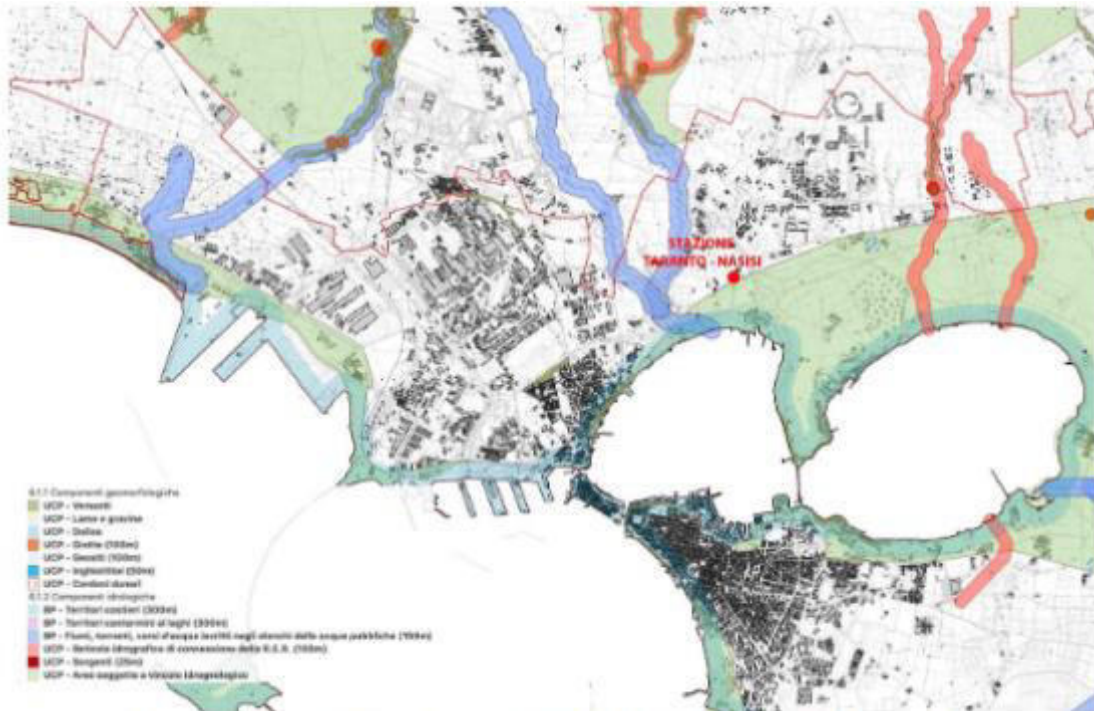 STAZIONE
TARANTO - NASISI
6.1.1 Componenti geomorfologiche
UCP - Versanti
UCP - Lame e gravine
UCP - Doline
UCP - Grotte (100m)
UCP - Geositi (100m)
UCP - Inghiottitoi (50m)
UCP - Cordoni dunari
6.1.2 Componenti idrologiche
BP - Territori costieri (300m)
BP - Territori contermini ai laghi (300m)
BP - Fiumi, torrenti, corsi d'acqua iscritti negli elenchi delle acque pubbliche (150m)
UCP - Reticolo idrografico di connessione della R.E.R. (100m)
UCP - Sorgenti (25m)
UCP - Aree soggette a vincolo idrogeologico